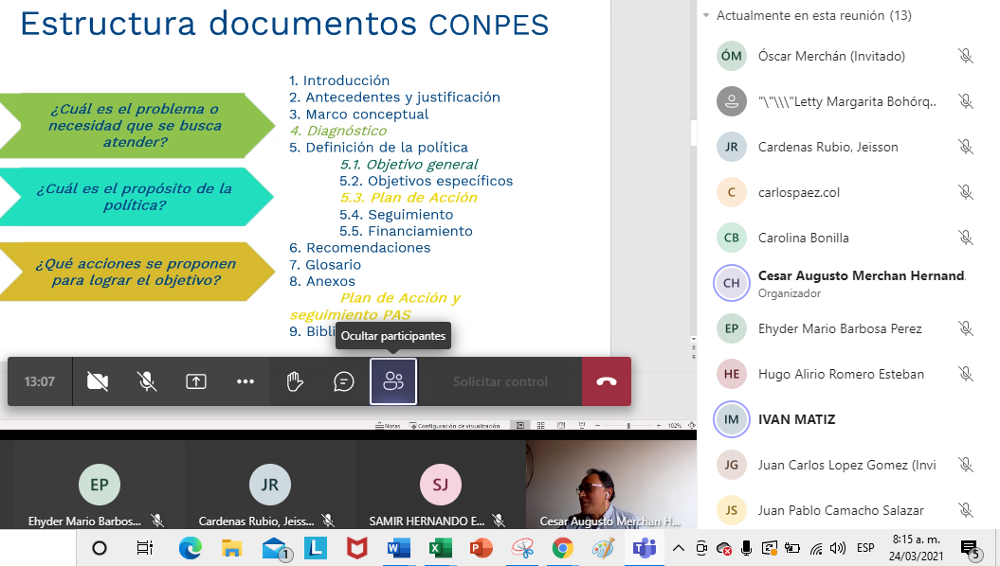 Estructura documentos CONPES
¿Cuál es el problema o
necesidad que se busca
atender?
¿Cuál es el propósito de la
política?
¿Qué acciones se proponen
para lograr el objetivo?
1. Introducción
2. Antecedentes y justificación
3. Marco conceptual
4. Diagnóstico
5. Definición de la política
5.1. Objetivo general
5.2. Objetivos específicos
5.3. Plan de Acción
5.4. Seguimiento
5.5. Financiamiento
6. Recomendaciones
7. Glosario
8. Anexos
Plan de Acción y
seguimiento PAS
9. Bibli
Ocultar participantes
13:07
Solicitar control
Notas
Configuración de visualización
102%
EP
Ehyder Mario Barbos...
JR
Cardenas Rubio, Jeiss...
SJ
SAMIR HERNANDO E...
Cesar Augusto Merchan H...
Actualmente en esta reunión (13)
ÓM Óscar Merchán (Invitado)
"\"\\\"Letty Margarita Bohórq..
JR Cardenas Rubio, Jeisson
C carlospaez.col
CB Carolina Bonilla
CH Cesar Augusto Merchan Hernand.
Organizador
EP Ehyder Mario Barbosa Perez
HE Hugo Alirio Romero Esteban
IM IVAN MATIZ
JG Juan Carlos Lopez Gomez (Invi
JS Juan Pablo Camacho Salazar
1
L
W
X
P
ESP
8:15 a. m.
24/03/2021
5